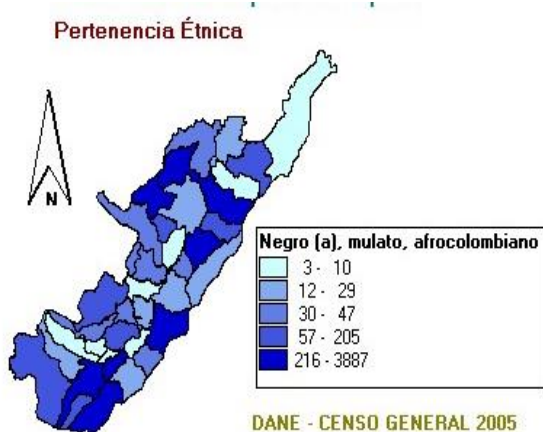 Pertenencia Étnica
N
Negro (a), mulato, afrocolombiano
3 - 10
12 - 29
30 - 47
57 - 205
216 - 3887
DANE - CENSO GENERAL 2005